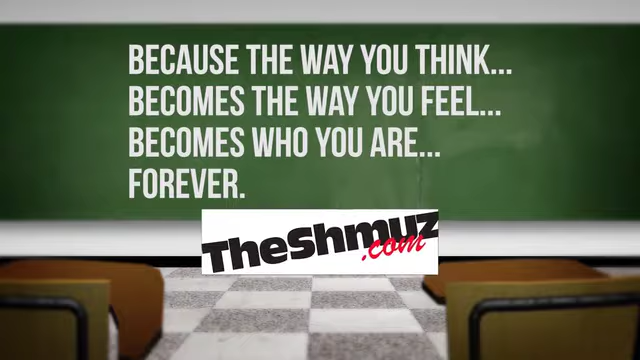 BECAUSE THE WAY YOU THINK...
BECOMES THE WAY YOU FEEL...
BECOMES WHO YOU ARE...
FOREVER.
TheShmuz
.com